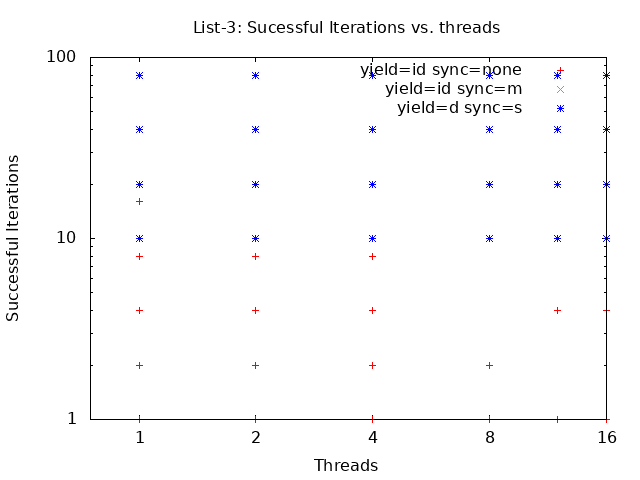 List-3: Sucessful Iterations vs. threads
100
10
1
Successful Iterations
yield=id sync=none
yield=id sync=m
yield=d sync=s
1 2 4 8 16
Threads